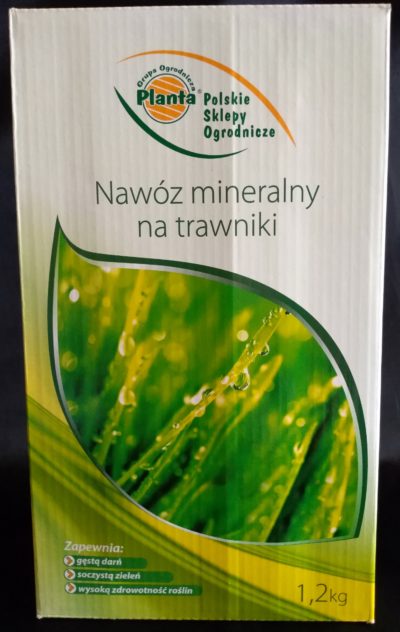 Grupa Ogrodnicza
Planta®
Polskie
Sklepy
Ogrodnicze
Nawóz mineralny
na trawniki
Zapewnia:
gęstą darń
soczystą zieleń
wysoką zdrowotność roślin
1,2kg